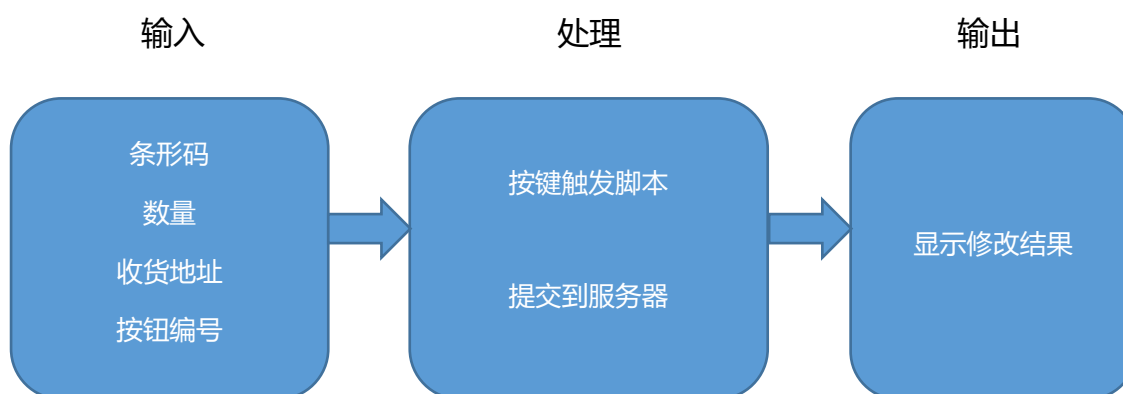 输入
处理
输出
条形码
数量
收货地址
按钮编号
按键触发脚本
提交到服务器
显示修改结果